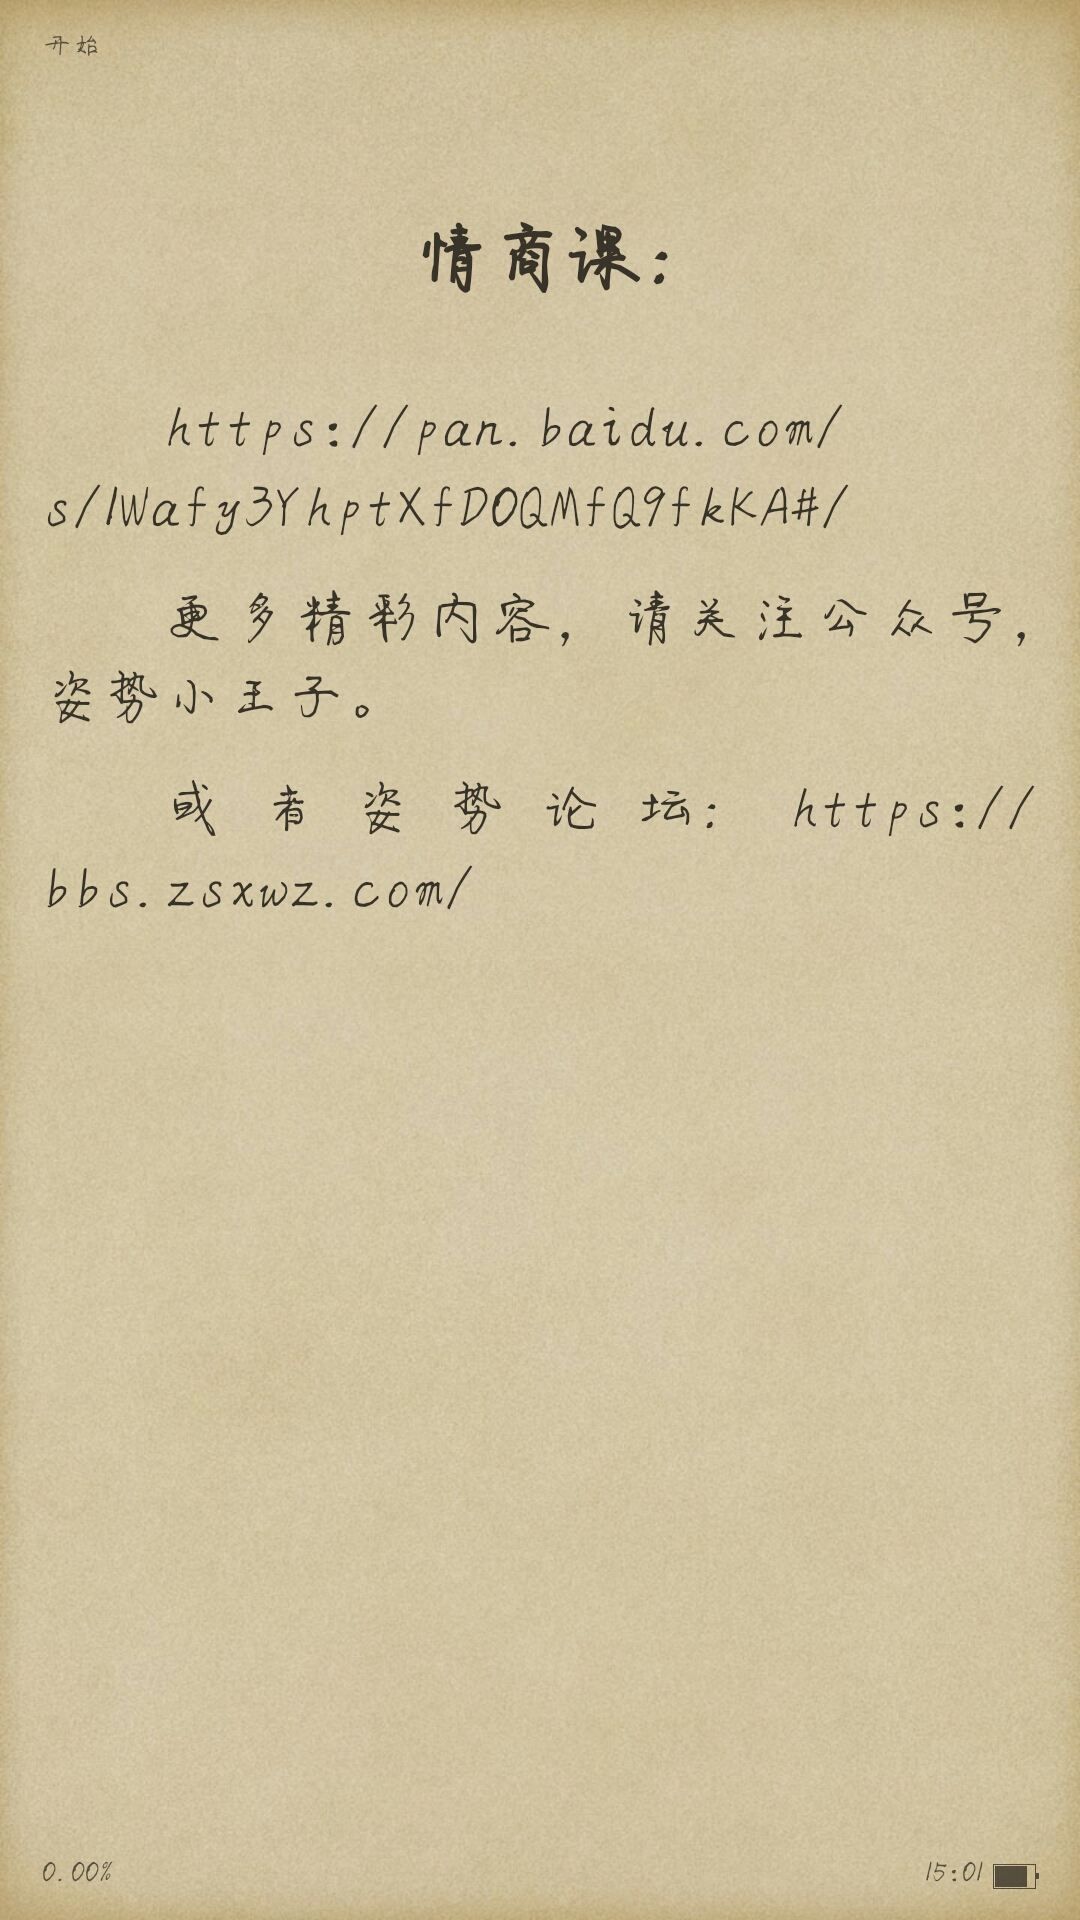 开始
情商课：
https://pan.baidu.com/
s/1Wafy3YhptXfDOQMfQ9fkKA#/
更多精彩内容，请关注公众号，
姿势小王子。
或者姿势论坛：https://
bbs.zsxwz.com/
0.00%
15:01